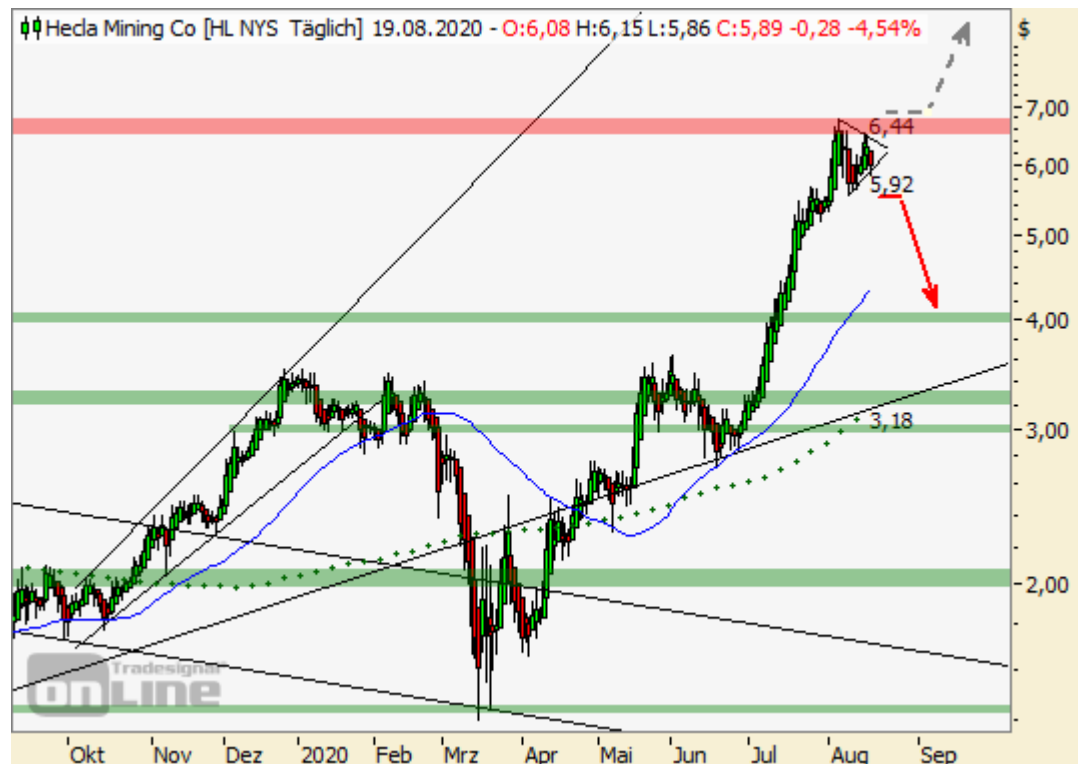 Hecla Mining Co [HL NYS Täglich] 19.08.2020 - O:6,08 H:6,15 L:5,86 C:5,89 -0,28 -4,54%
$
7,00
6,44
6,00
5,92
5,00
4,00
3,18
3,00
2,00
Tradesignal
onLine
Okt Nov Dez 2020 Feb Mrz Apr Mai Jun Jul Aug Sep